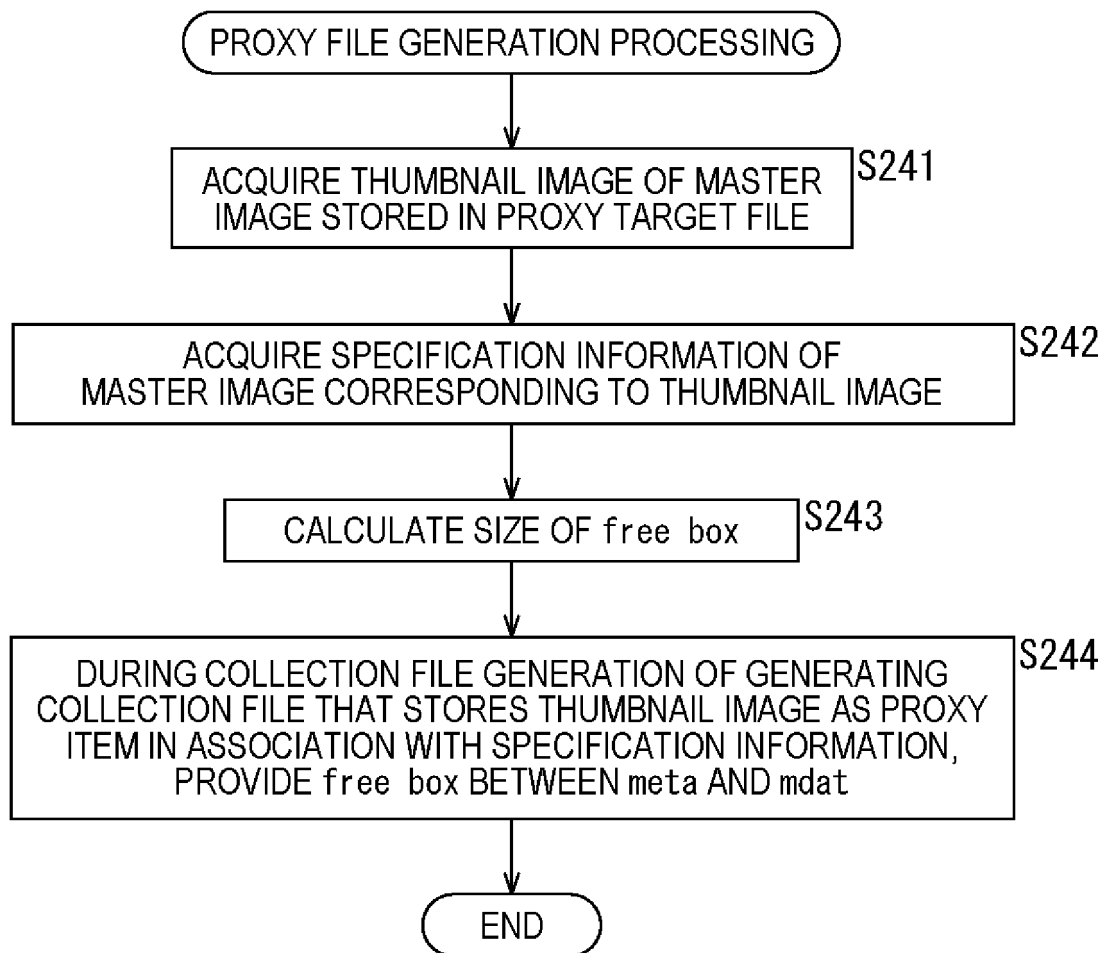 PROXY FILE GENERATION PROCESSING
S241
ACQUIRE THUMBNAIL IMAGE OF MASTER
IMAGE STORED IN PROXY TARGET FILE
S242
ACQUIRE SPECIFICATION INFORMATION OF
MASTER IMAGE CORRESPONDING TO THUMBNAIL IMAGE
S243
CALCULATE SIZE OF free box
S244
DURING COLLECTION FILE GENERATION OF GENERATING
COLLECTION FILE THAT STORES THUMBNAIL IMAGE AS PROXY
ITEM IN ASSOCIATION WITH SPECIFICATION INFORMATION,
PROVIDE free box BETWEEN meta AND mdat
END